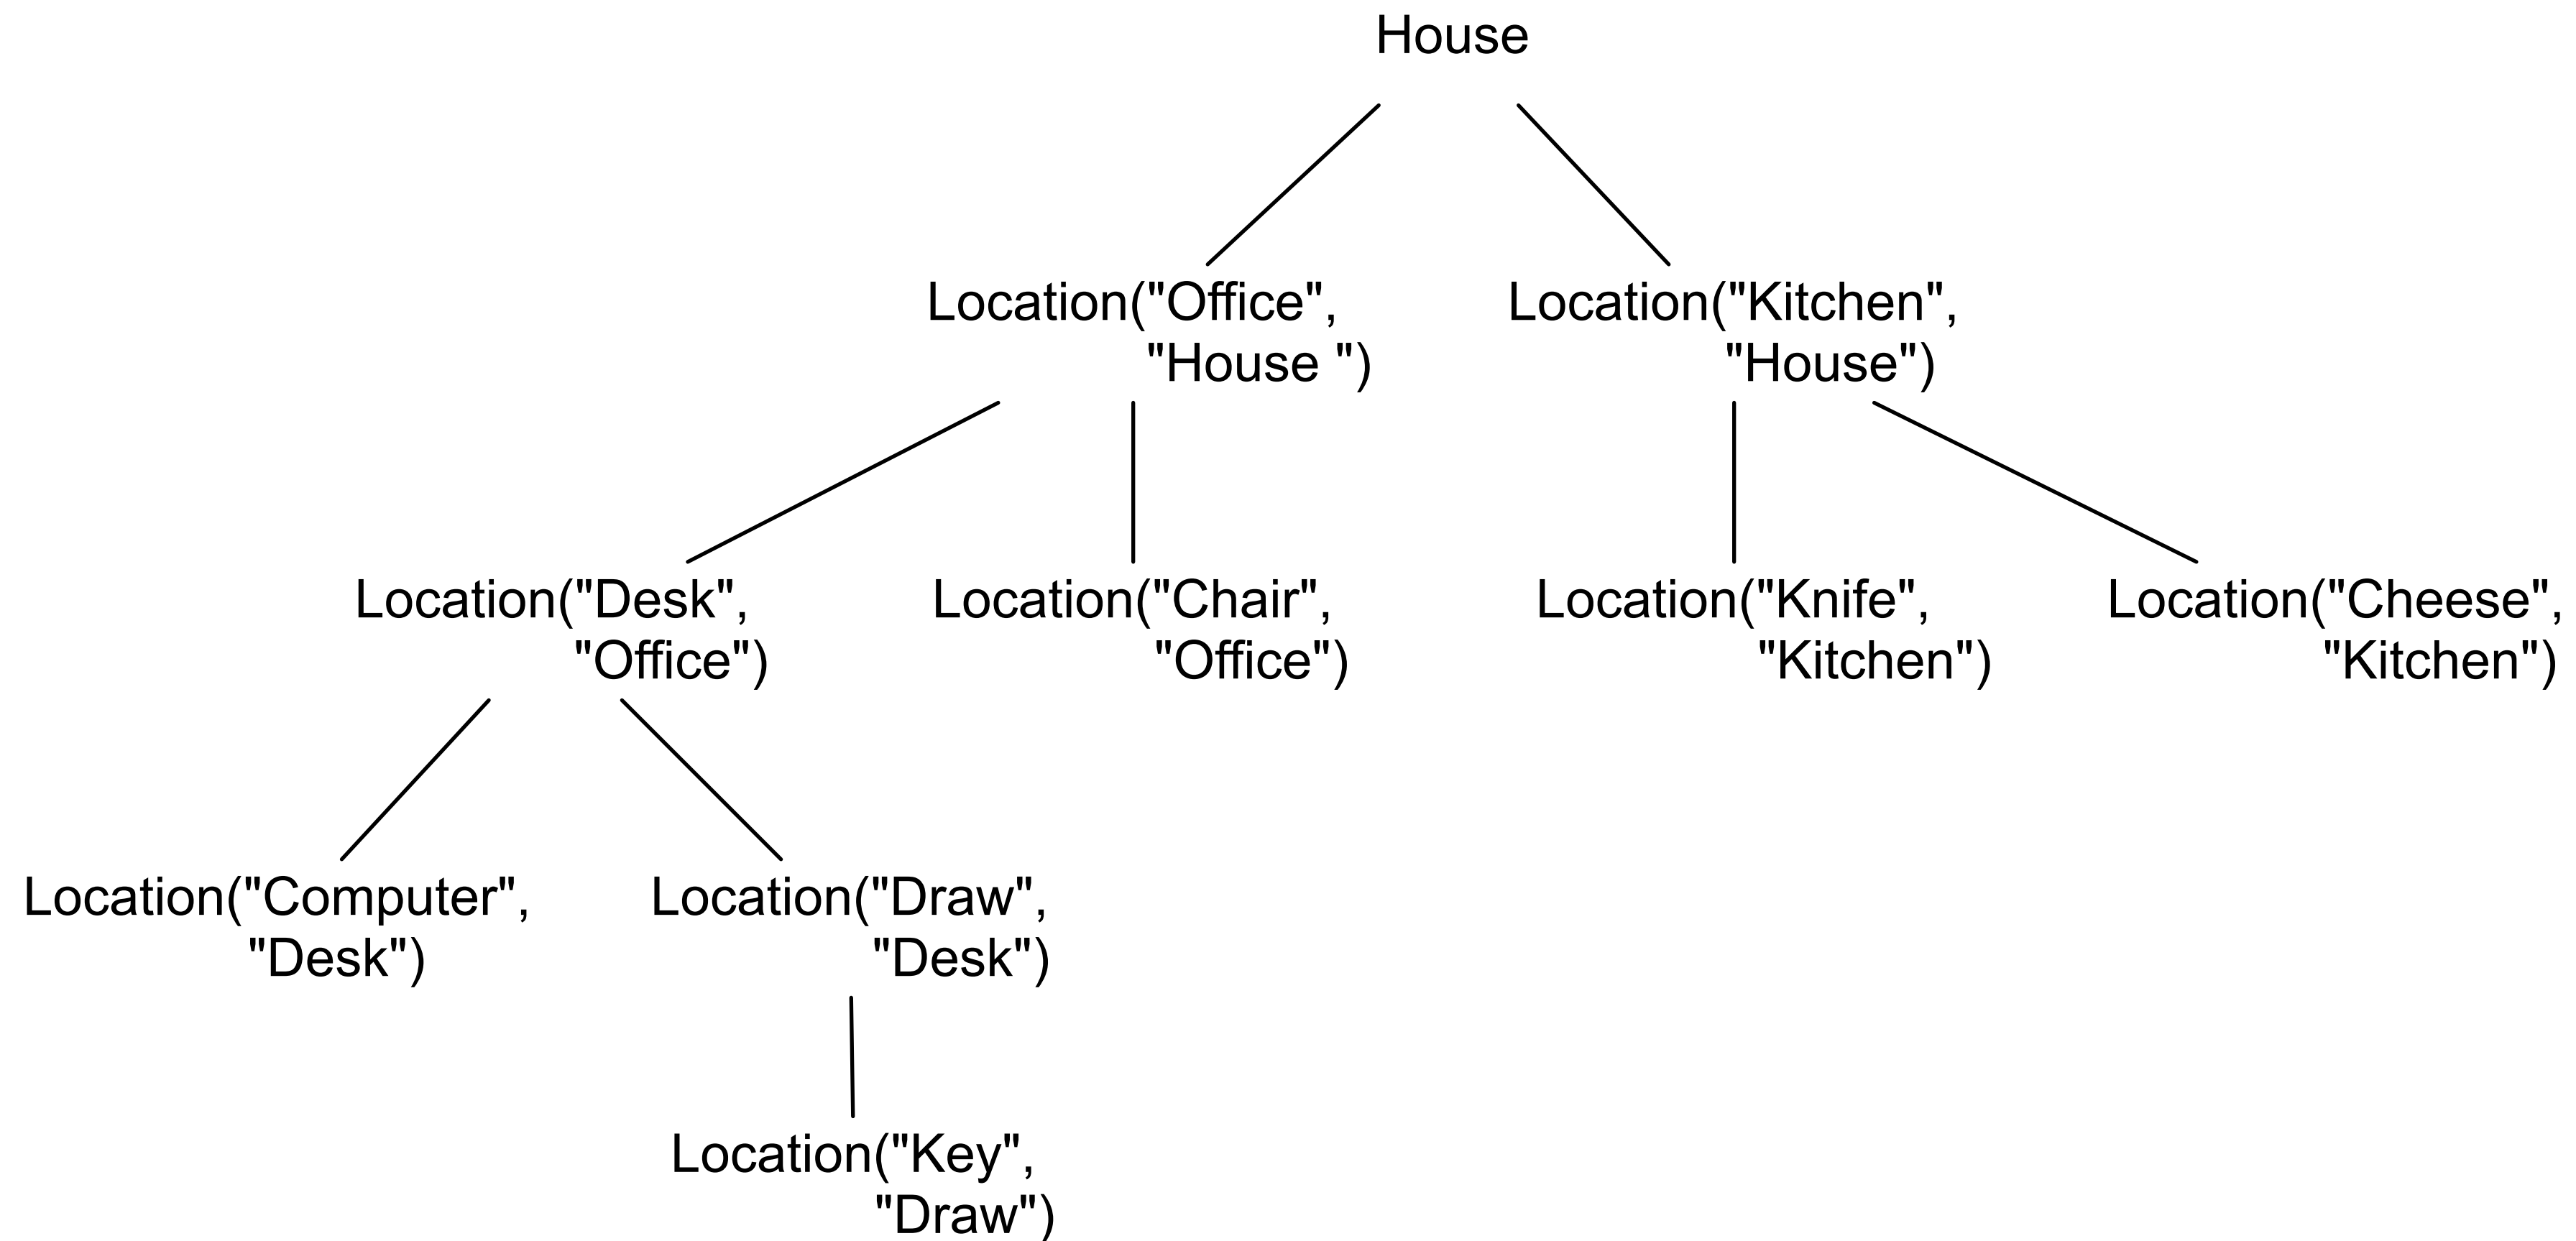 House
Location("Office",
"House ")
Location("Kitchen",
"House")
Location("Desk",
"Office")
Location("Chair",
"Office")
Location("Knife",
"Kitchen")
Location("Cheese",
"Kitchen")
Location("Computer",
"Desk")
Location("Draw",
"Desk")
Location("Key",
"Draw")